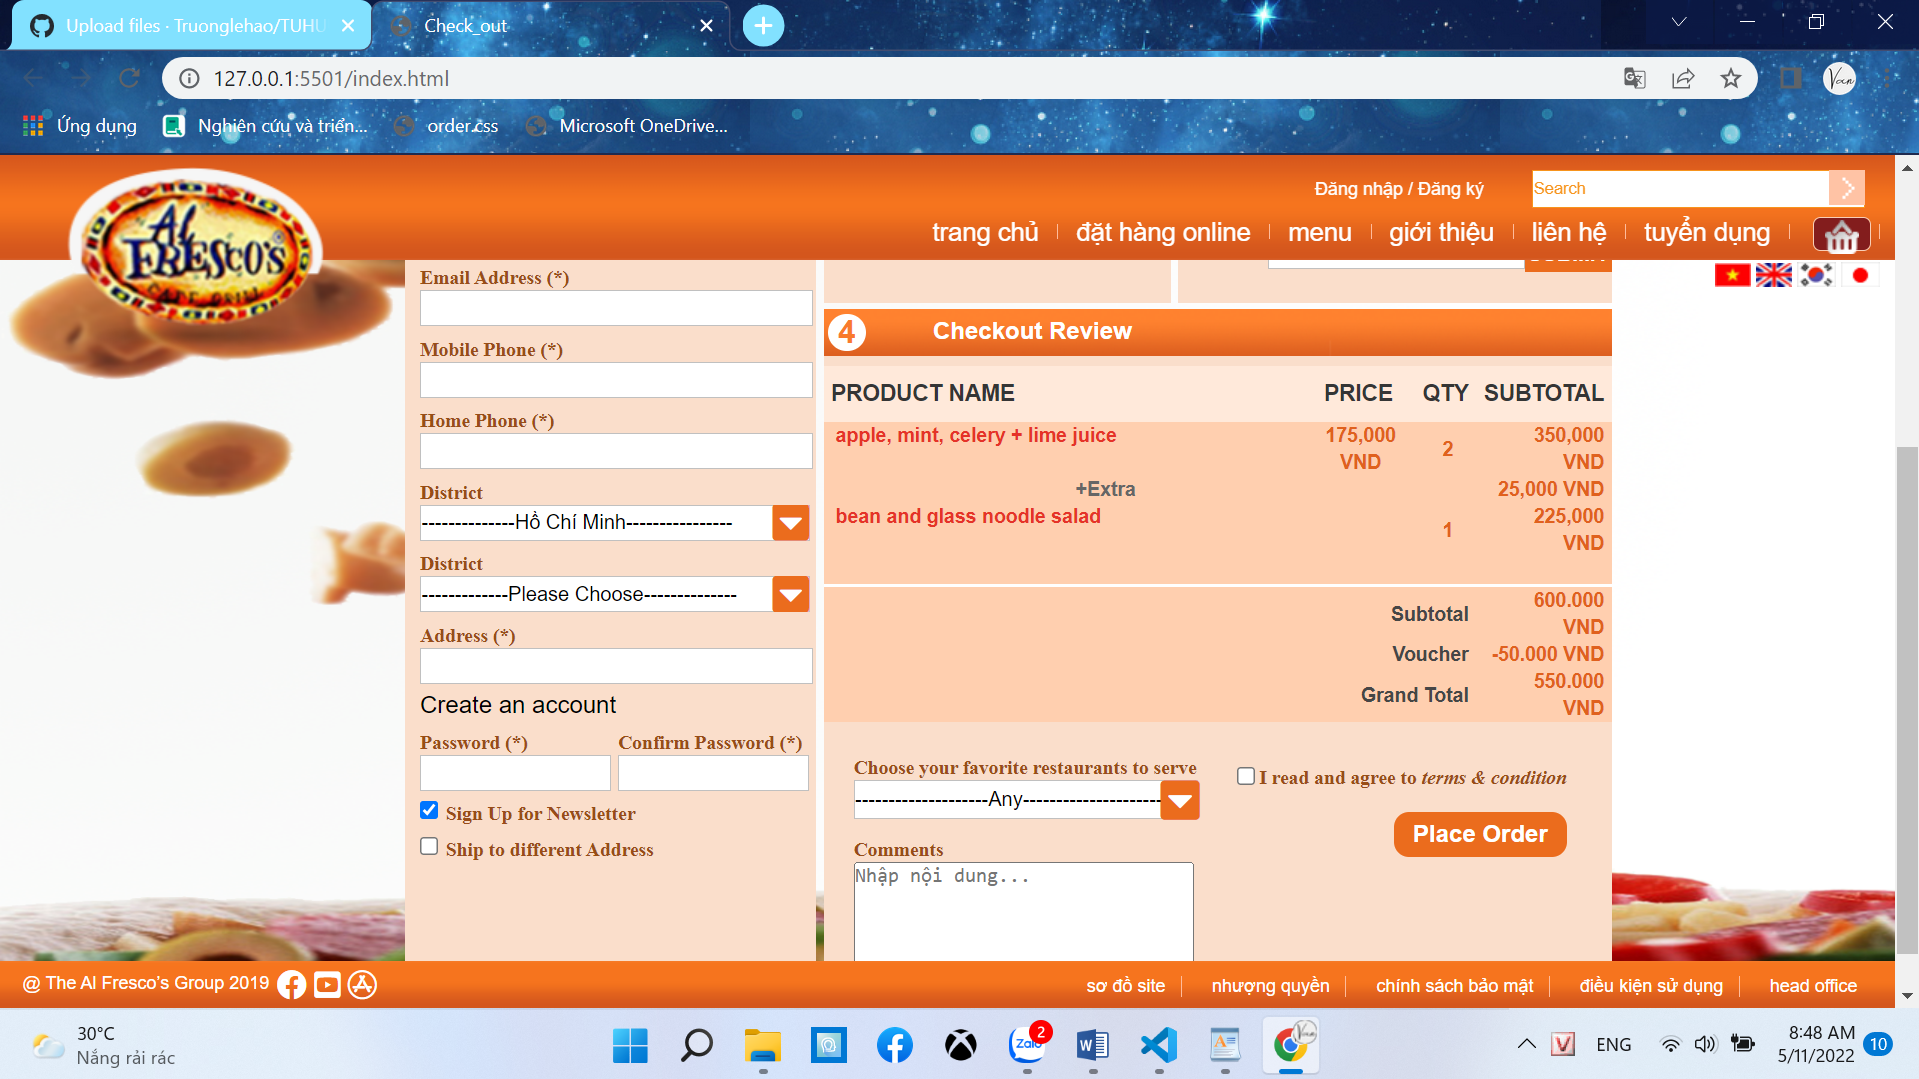 Upload files · Truonglehao/TUHU
Check_out
127.0.0.1:5501/index.html
Van
Ứng dụng
Nghiên cứu và triển...
order.css
Microsoft OneDrive...
Al
FRESCO'S
CAFE GRILL
Đăng nhập / Đăng ký
Search
trang chủ
đặt hàng online
menu
giới thiệu
liên hệ
tuyển dụng
Email Address (*)
Mobile Phone (*)
Home Phone (*)
District
--------------Hồ Chí Minh----------------
District
-------------Please Choose--------------
Address (*)
Create an account
Password (*)
Confirm Password (*)
Sign Up for Newsletter
Ship to different Address
4
Checkout Review
PRODUCT NAME PRICE QTY SUBTOTAL
apple, mint, celery + lime juice 175,000 VND 2 350,000 VND
+Extra 25,000 VND
bean and glass noodle salad 1 225,000 VND
Subtotal 600.000 VND
Voucher -50.000 VND
Grand Total 550.000 VND
Choose your favorite restaurants to serve
--------------------Any---------------------
I read and agree to terms & condition
Place Order
Comments
Nhập nội dung...
@ The Al Fresco's Group 2019
sơ đồ site
nhượng quyền
chính sách bảo mật
điều kiện sử dụng
head office
30°C
Nắng rải rác
Zalo
2
W
Van
V
ENG
8:48 AM
5/11/2022
10